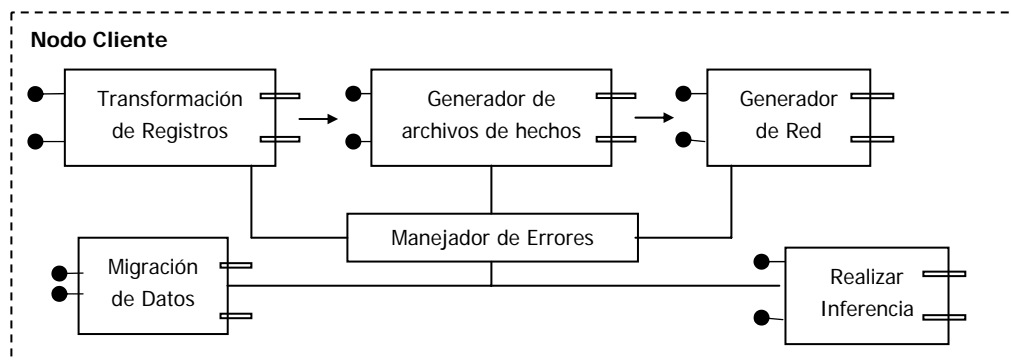 Nodo Cliente
Transformación
de Registros
Generador de
archivos de hechos
Generador
de Red
Manejador de Errores
Migración
de Datos
Realizar
Inferencia